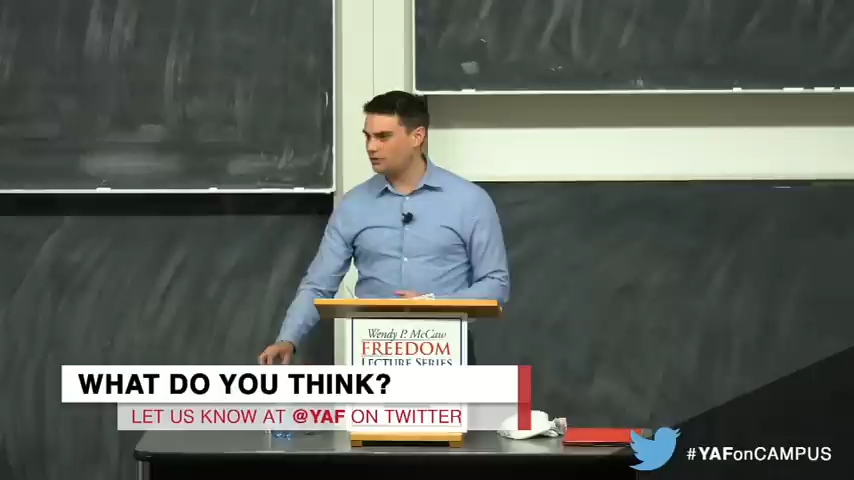 Wendy P. McCaw
FREEDOM
LECTURE SERIES
WHAT DO YOU THINK?
LET US KNOW AT @YAF ON TWITTER
#YAFonCAMPUS